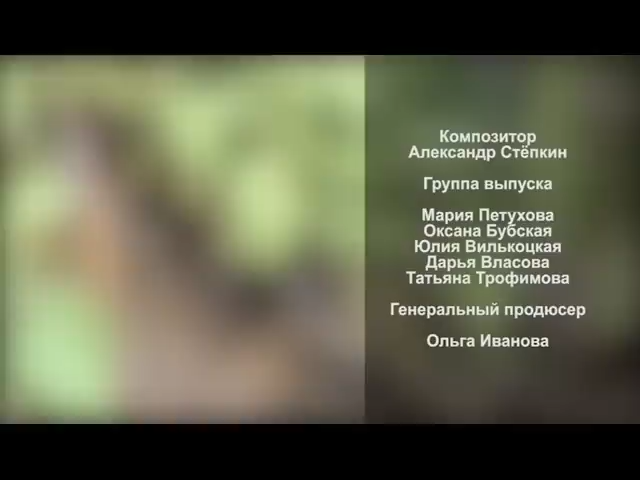 Композитор
Александр Стёпкин
Группа выпуска
Мария Петухова
Оксана Бубская
Юлия Вилькоцкая
Дарья Власова
Татьяна Трофимова
Генеральный продюсер
Ольга Иванова